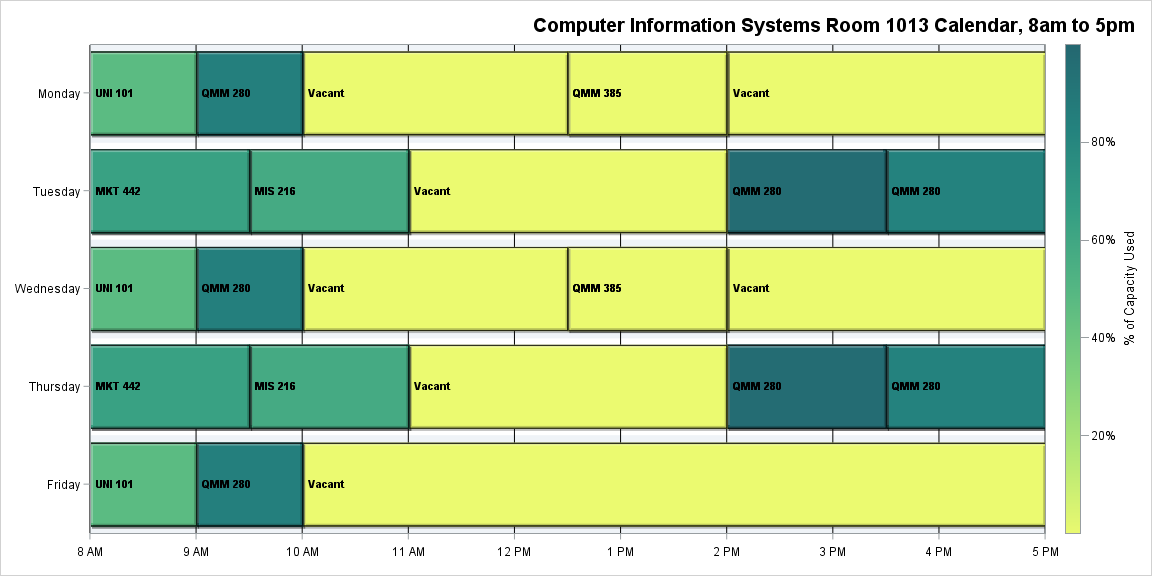 Computer Information Systems Room 1013 Calendar, 8am to 5pm
Monday
UNI 101
QMM 280
Vacant
QMM 385
Vacant
Tuesday
MKT 442
MIS 216
Vacant
QMM 280
QMM 280
Wednesday
UNI 101
QMM 280
Vacant
QMM 385
Vacant
Thursday
MKT 442
MIS 216
Vacant
QMM 280
QMM 280
Friday
UNI 101
QMM 280
Vacant
8 AM
9 AM
10 AM
11 AM
12 PM
1 PM
2 PM
3 PM
4 PM
5 PM
80%
60%
40%
20%
% of Capacity Used